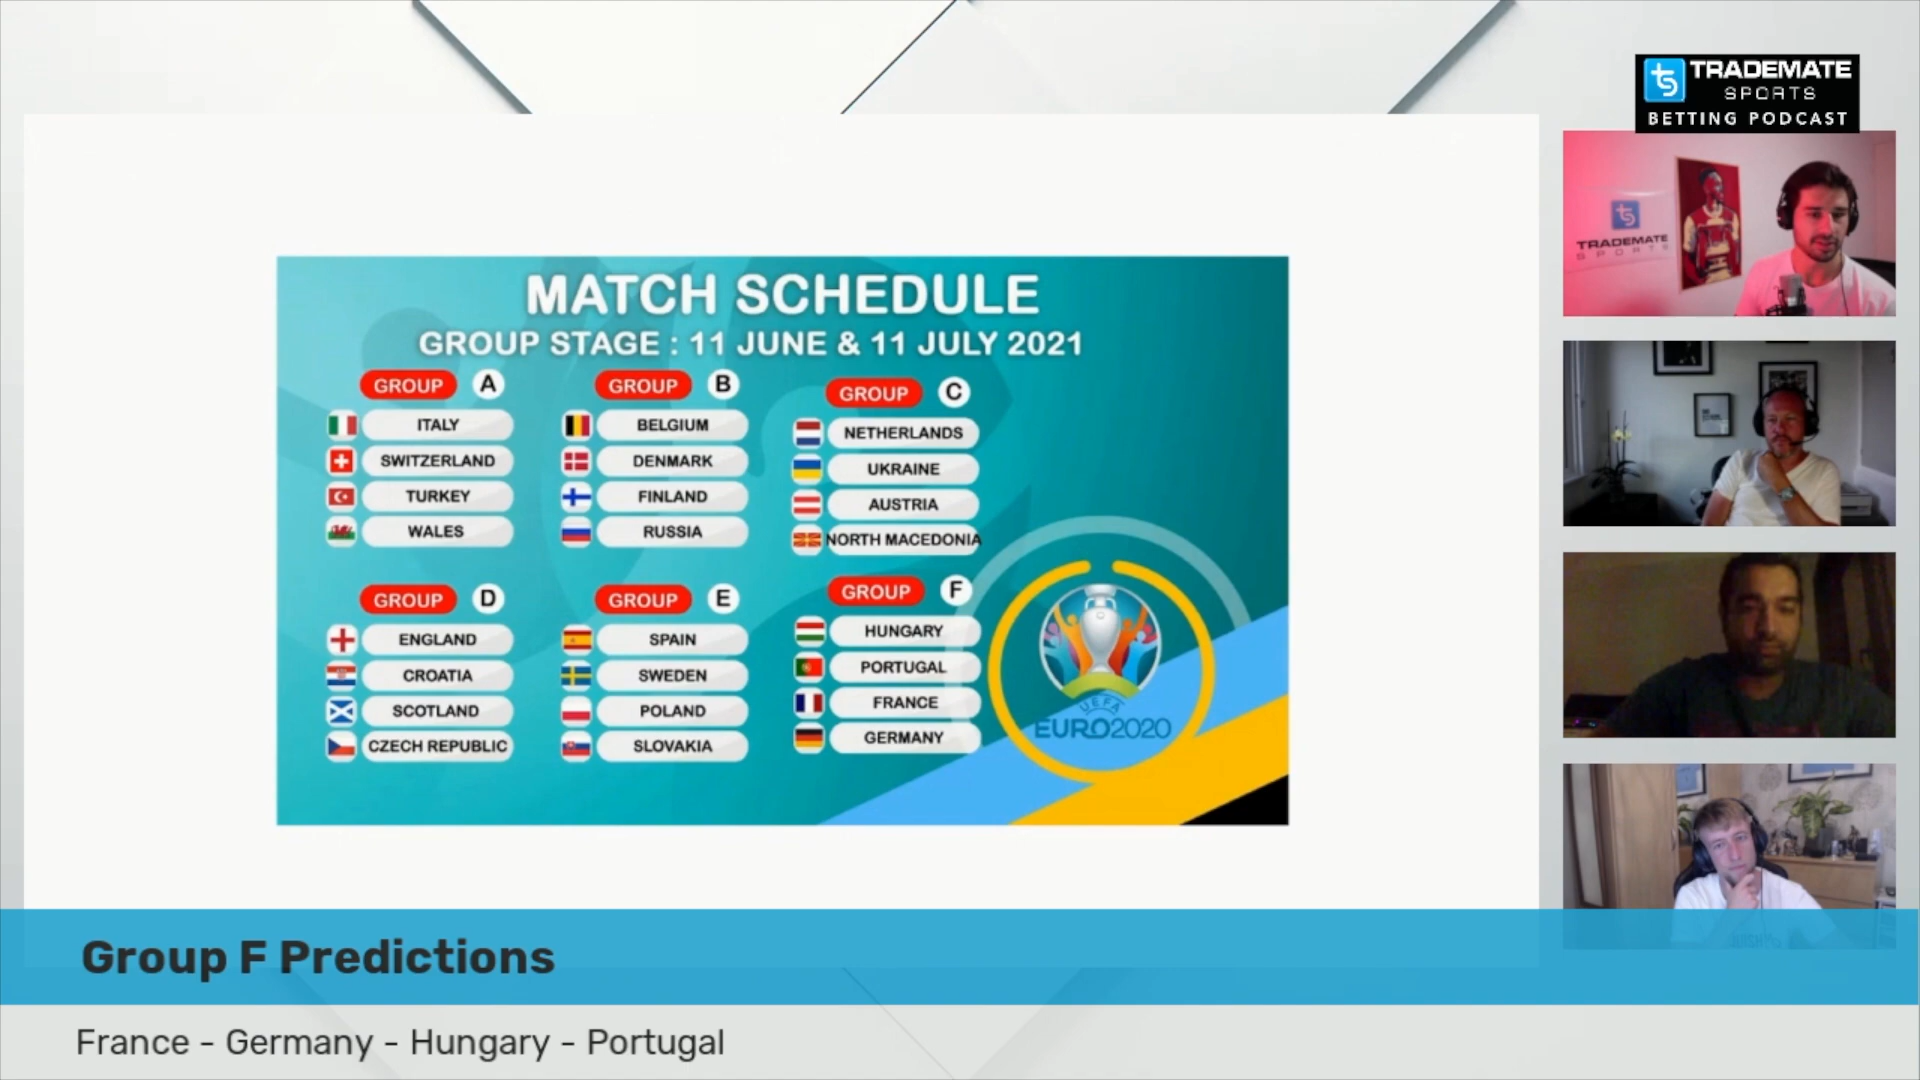 TRADEMATE
SPORTS
BETTING PODCAST
TRADEMATE
SPORTS
MATCH SCHEDULE
GROUP STAGE : 11 JUNE & 11 JULY 2021
GROUP A
ITALY
SWITZERLAND
TURKEY
WALES
GROUP B
BELGIUM
DENMARK
FINLAND
RUSSIA
GROUP C
NETHERLANDS
UKRAINE
AUSTRIA
NORTH MACEDONIA
GROUP D
ENGLAND
CROATIA
SCOTLAND
CZECH REPUBLIC
GROUP E
SPAIN
SWEDEN
POLAND
SLOVAKIA
GROUP F
HUNGARY
PORTUGAL
FRANCE
GERMANY
UEFA
EURO2020
Group F Predictions
France - Germany - Hungary - Portugal